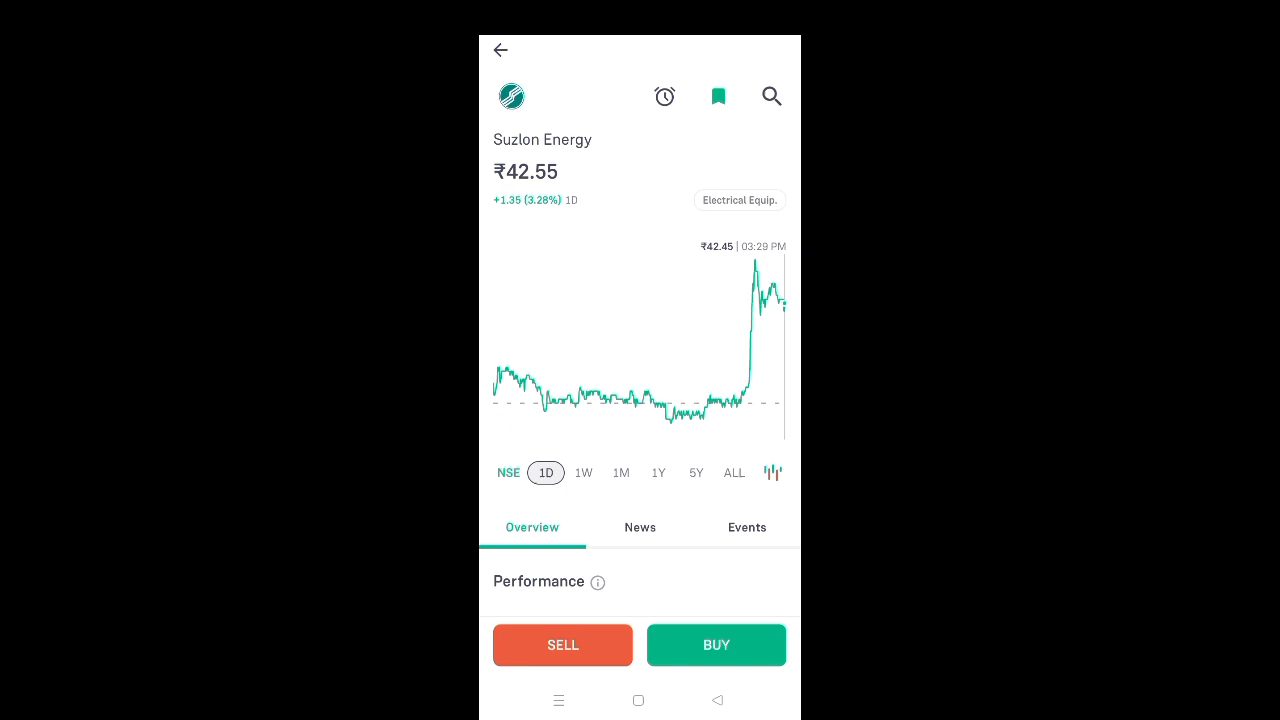 Suzlon Energy
₹42.55
+1.35 (3.28%) 1D
Electrical Equip.
₹42.45 | 03:29 PM
NSE 1D 1W 1M 1Y 5Y ALL
Overview News Events
Performance
SELL BUY